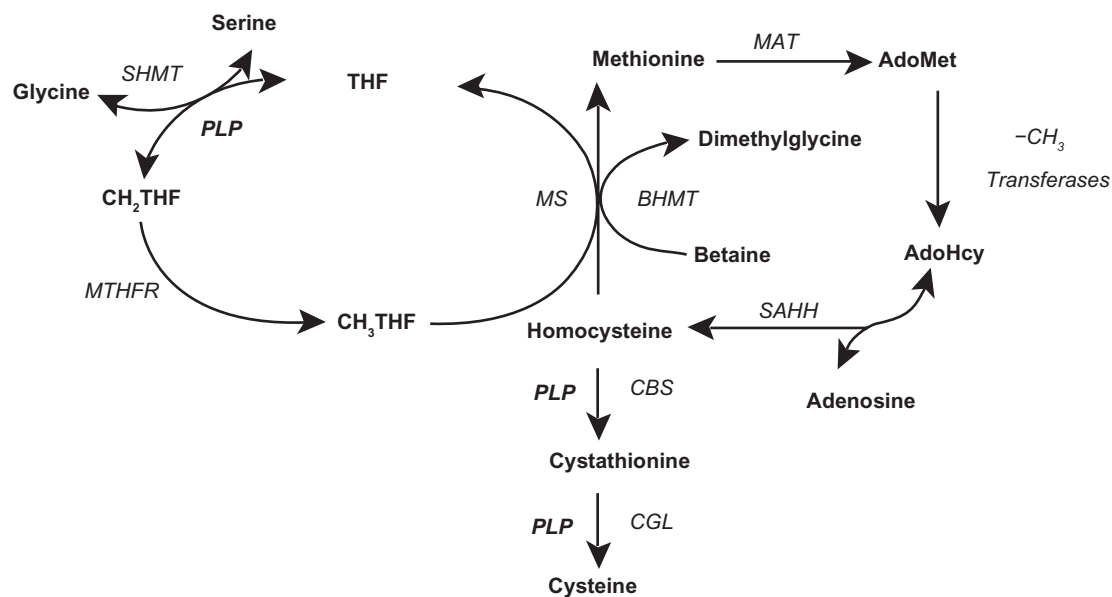 Serine
Methionine
MAT
AdoMet
Glycine
SHMT
THF
PLP
Dimethylglycine
−CH₃
Transferases
CH₂THF
MS
BHMT
MTHFR
Betaine
AdoHcy
CH₃THF
Homocysteine
SAHH
PLP
CBS
Adenosine
Cystathionine
PLP
CGL
Cysteine